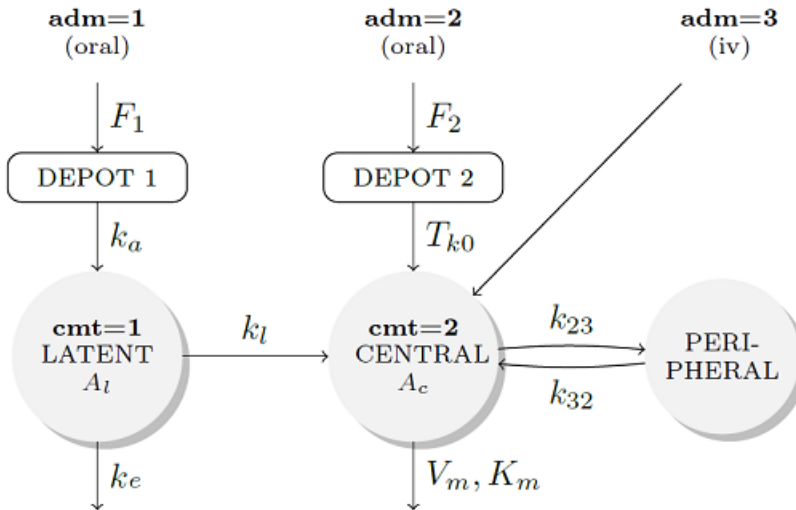 adm=1
(oral)
adm=2
(oral)
adm=3
(iv)
F₁
F₂
DEPOT 1
DEPOT 2
kₐ
Tₖ₀
cmt=1
LATENT
Aₗ
kₗ
cmt=2
CENTRAL
A_c
k₂₃
k₃₂
PERI-
PHERAL
kₑ
Vₘ, Kₘ